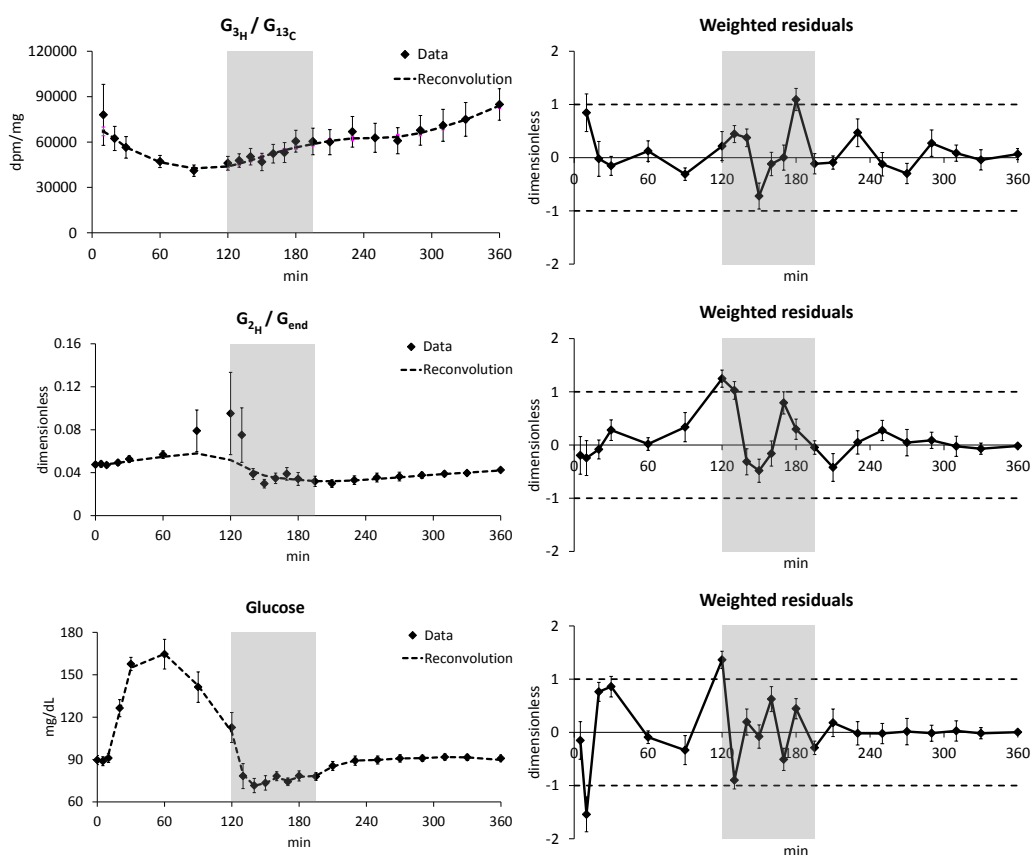 G3H / G13C
120000
90000
60000
30000
0
dpm/mg
Data
Reconvolution
0 60 120 180 240 300 360
min
Weighted residuals
2
1
0
-1
-2
dimensionless
0 60 120 180 240 300 360
min
G2H / Gend
0.16
0.12
0.08
0.04
0
dimensionless
Data
Reconvolution
0 60 120 180 240 300 360
min
Weighted residuals
2
1
0
-1
-2
dimensionless
0 60 120 180 240 300 360
min
Glucose
180
150
120
90
60
mg/dL
Data
Reconvolution
0 60 120 180 240 300 360
min
Weighted residuals
2
1
0
-1
-2
dimensionless
0 60 120 180 240 300 360
min